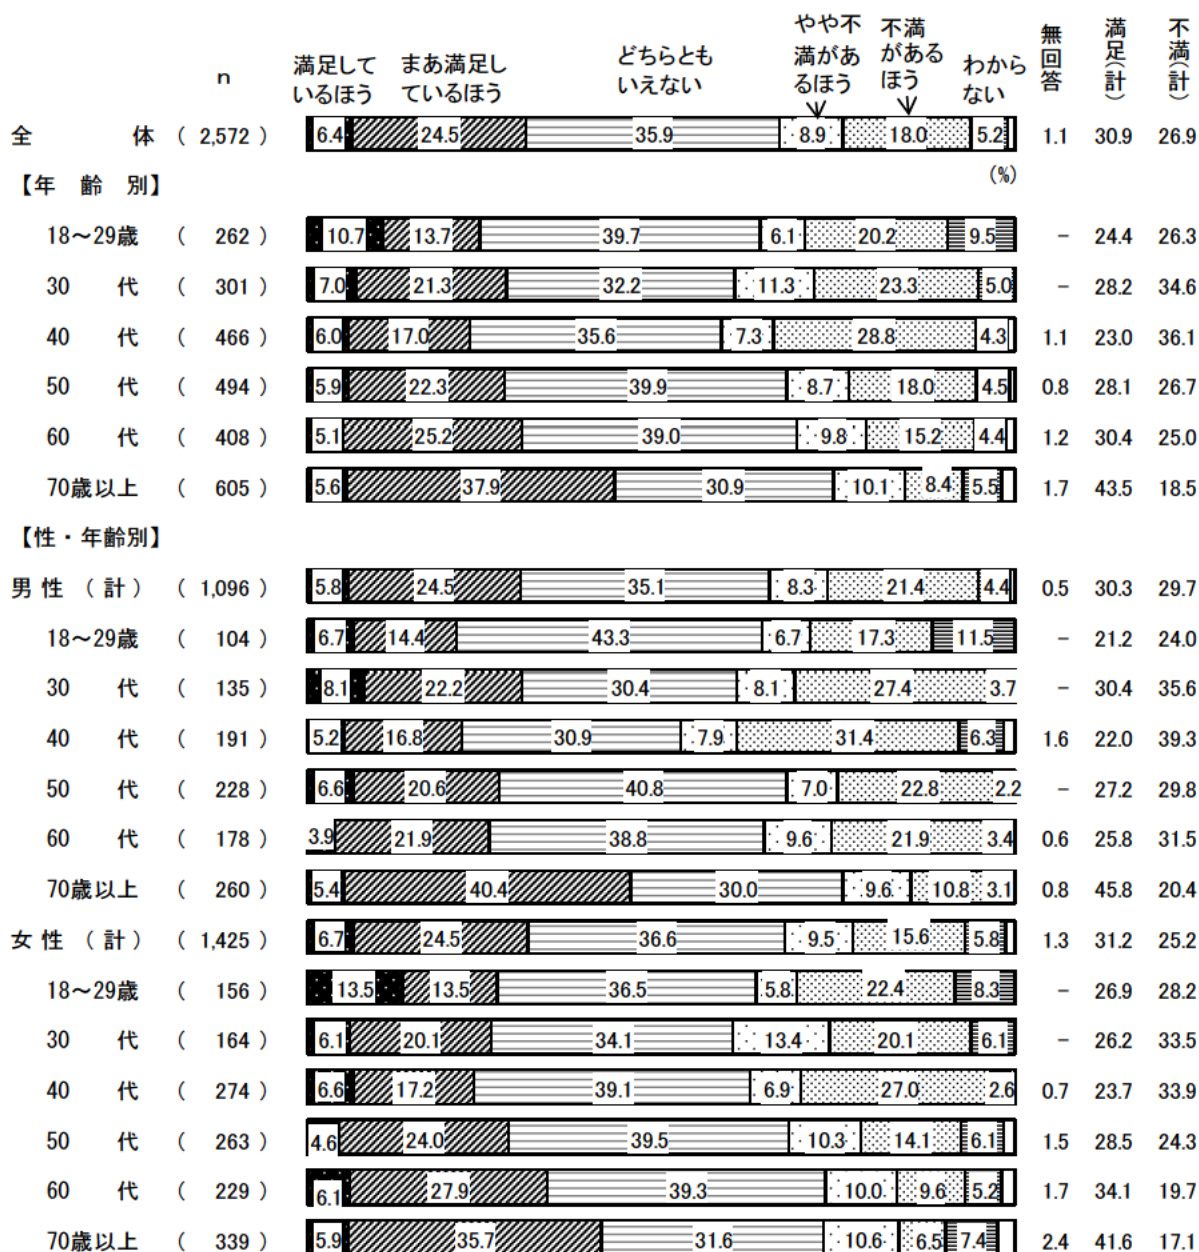 n 満足しているほう まあ満足しているほう どちらともいえない やや不満があるほう 不満があるほう わからない 無回答 満足(計) 不満(計)
全体 ( 2,572 ) 6.4 24.5 35.9 8.9 18.0 5.2 1.1 30.9 26.9
【年齢別】 (%)
18～29歳 ( 262 ) 10.7 13.7 39.7 6.1 20.2 9.5 － 24.4 26.3
30代 ( 301 ) 7.0 21.3 32.2 11.3 23.3 5.0 － 28.2 34.6
40代 ( 466 ) 6.0 17.0 35.6 7.3 28.8 4.3 1.1 23.0 36.1
50代 ( 494 ) 5.9 22.3 39.9 8.7 18.0 4.5 0.8 28.1 26.7
60代 ( 408 ) 5.1 25.2 39.0 9.8 15.2 4.4 1.2 30.4 25.0
70歳以上 ( 605 ) 5.6 37.9 30.9 10.1 8.4 5.5 1.7 43.5 18.5
【性・年齢別】
男性（計） ( 1,096 ) 5.8 24.5 35.1 8.3 21.4 4.4 0.5 30.3 29.7
18～29歳 ( 104 ) 6.7 14.4 43.3 6.7 17.3 11.5 － 21.2 24.0
30代 ( 135 ) 8.1 22.2 30.4 8.1 27.4 3.7 － 30.4 35.6
40代 ( 191 ) 5.2 16.8 30.9 7.9 31.4 6.3 1.6 22.0 39.3
50代 ( 228 ) 6.6 20.6 40.8 7.0 22.8 2.2 － 27.2 29.8
60代 ( 178 ) 3.9 21.9 38.8 9.6 21.9 3.4 0.6 25.8 31.5
70歳以上 ( 260 ) 5.4 40.4 30.0 9.6 10.8 3.1 0.8 45.8 20.4
女性（計） ( 1,425 ) 6.7 24.5 36.6 9.5 15.6 5.8 1.3 31.2 25.2
18～29歳 ( 156 ) 13.5 13.5 36.5 5.8 22.4 8.3 － 26.9 28.2
30代 ( 164 ) 6.1 20.1 34.1 13.4 20.1 6.1 － 26.2 33.5
40代 ( 274 ) 6.6 17.2 39.1 6.9 27.0 2.6 0.7 23.7 33.9
50代 ( 263 ) 4.6 24.0 39.5 10.3 14.1 6.1 1.5 28.5 24.3
60代 ( 229 ) 6.1 27.9 39.3 10.0 9.6 5.2 1.7 34.1 19.7
70歳以上 ( 339 ) 5.9 35.7 31.6 10.6 6.5 7.4 2.4 41.6 17.1